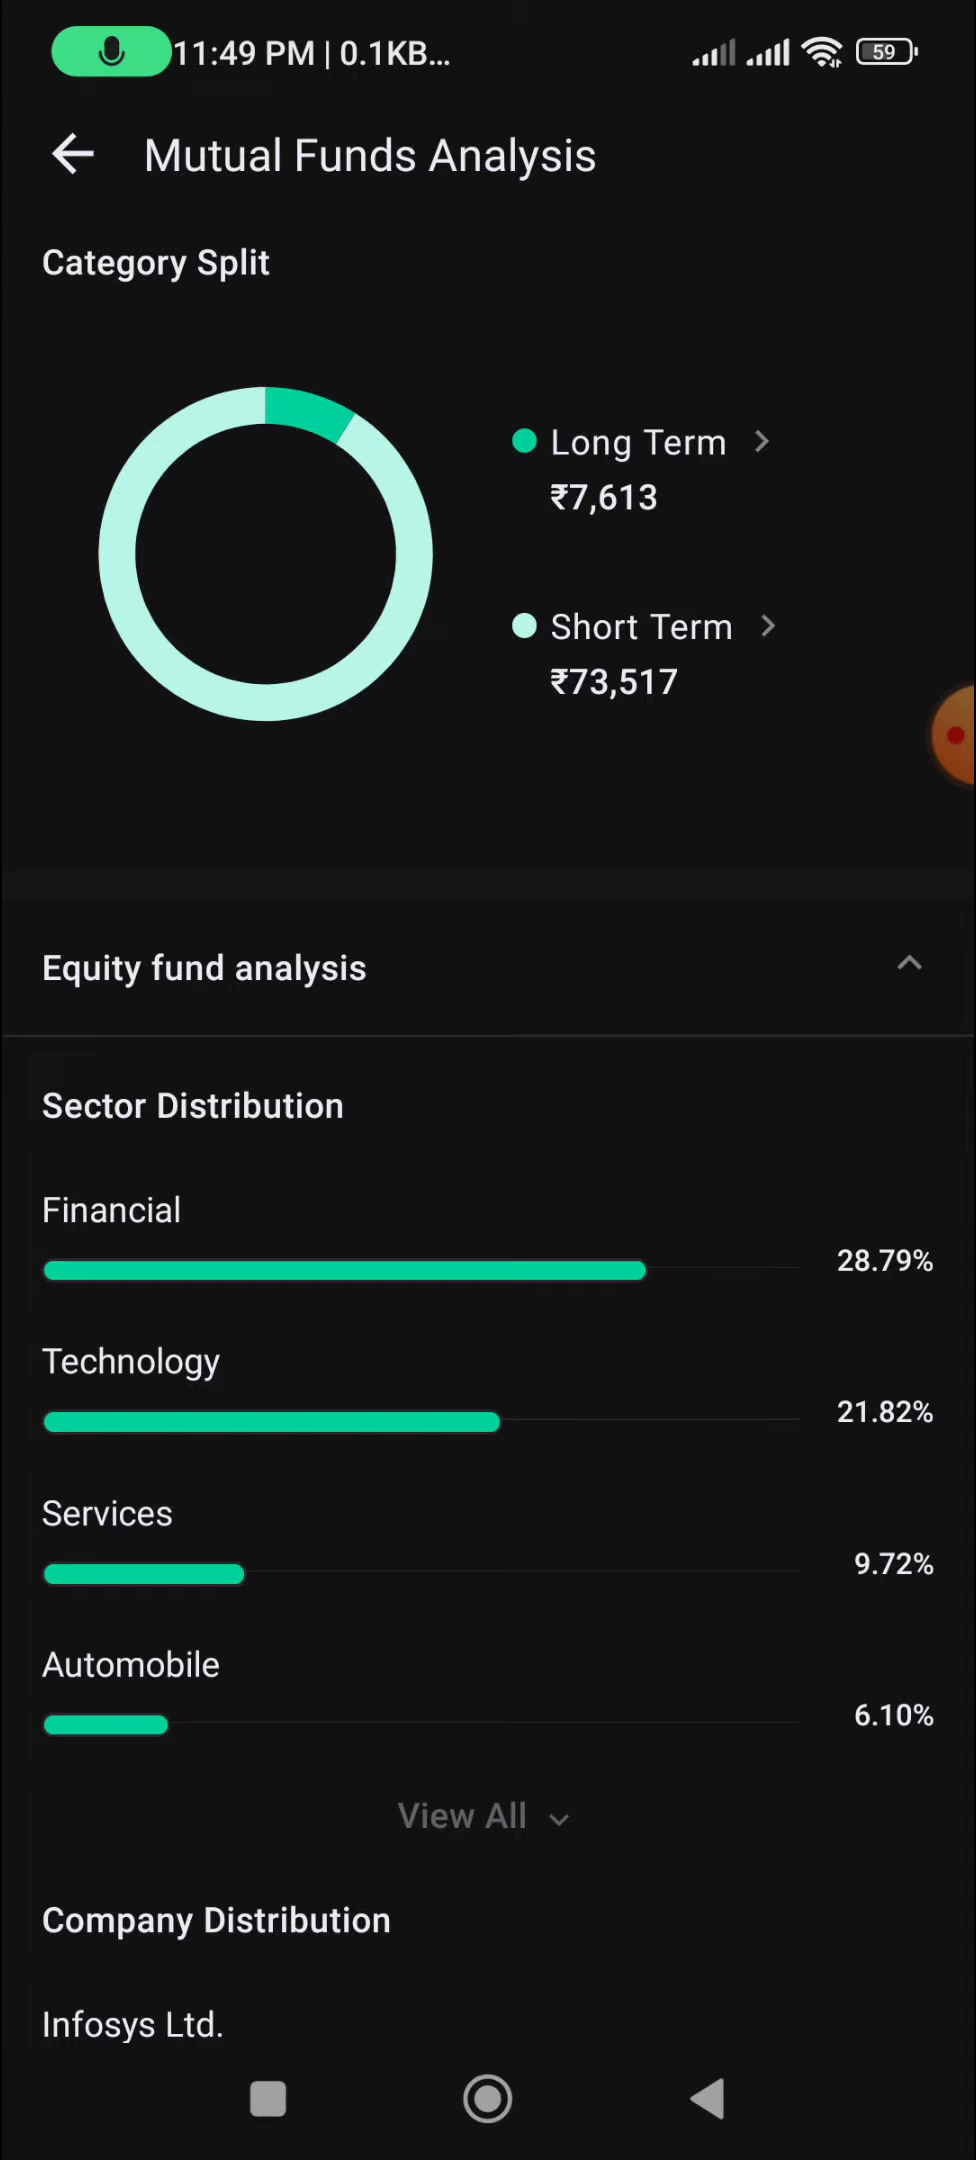 11:49 PM | 0.1KB...
59
Mutual Funds Analysis
Category Split
Long Term
₹7,613
Short Term
₹73,517
Equity fund analysis
Sector Distribution
Financial
28.79%
Technology
21.82%
Services
9.72%
Automobile
6.10%
View All
Company Distribution
Infosys Ltd.